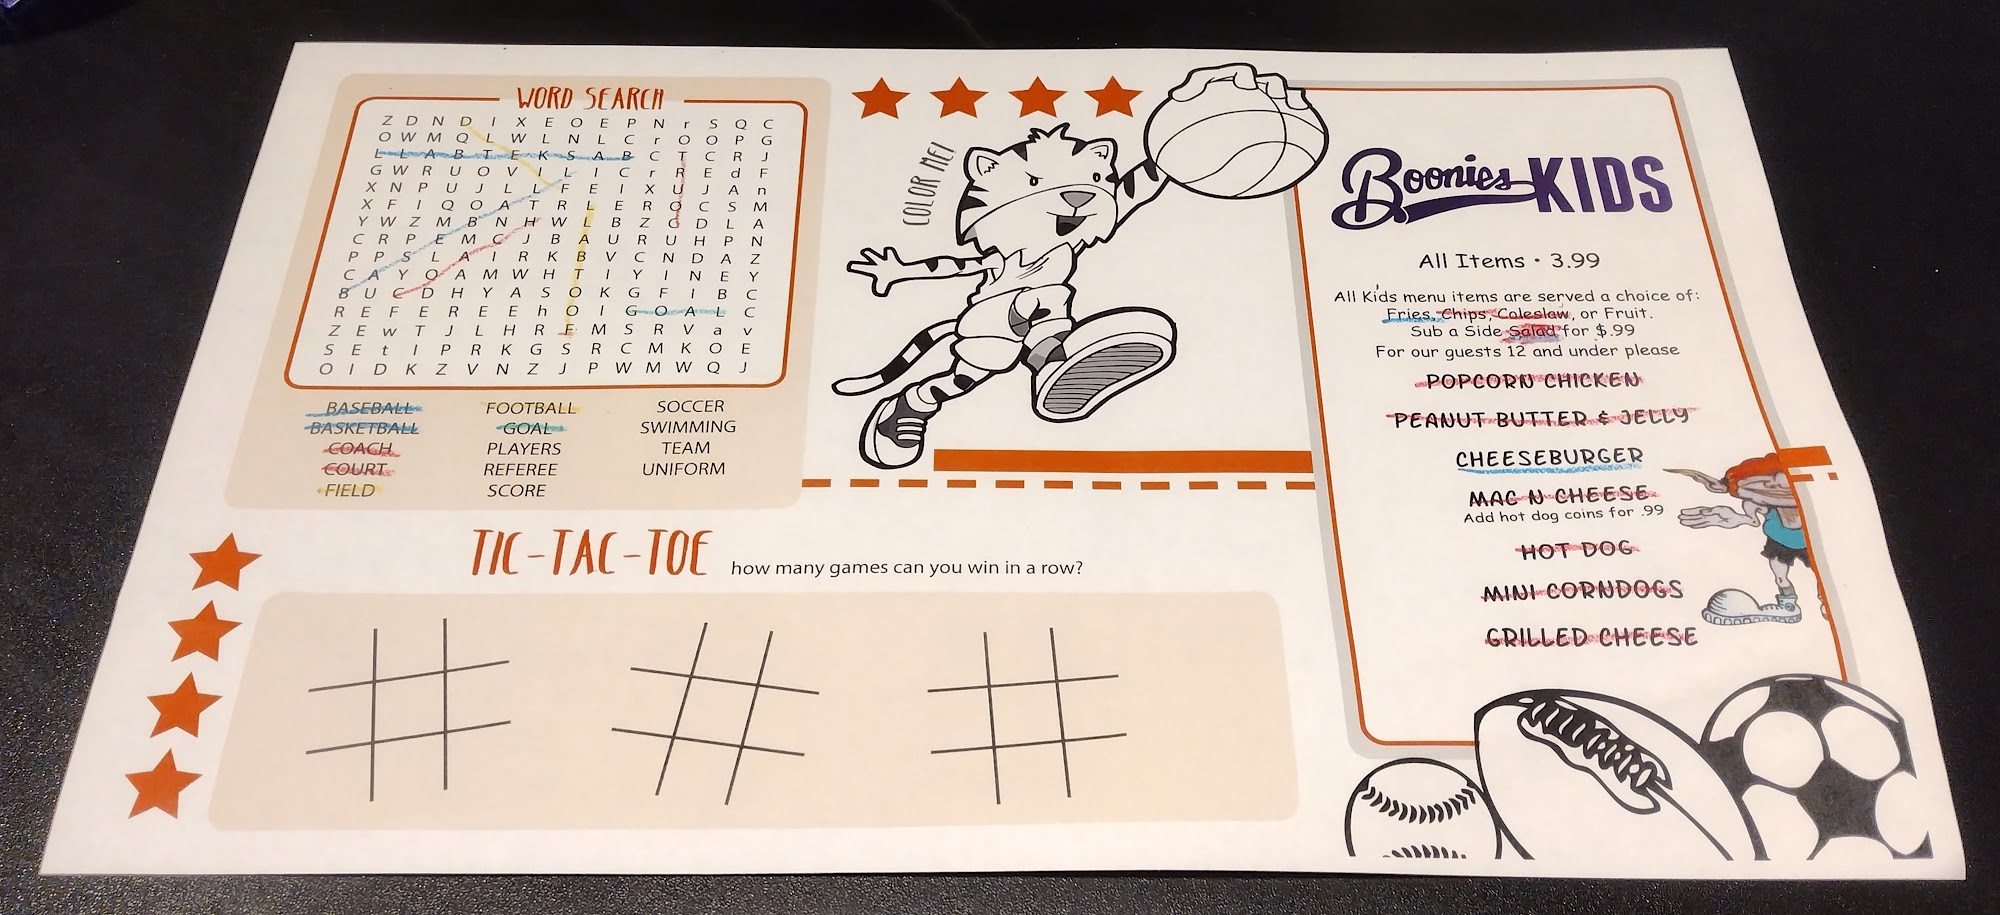 WORD SEARCH
Z D N D I X E O E P N r S Q C
O W M Q L W L N L C r O O P G
L L A B T E K S A B C T C R J
G W R U O V I L I C r R E d F
X N P U J L L F E I X U J A n
X F I Q O A T R L E R O C S M
Y W Z M B N H W L B Z C D L A
C R P E M C J B A U R U H P N
P P S L A I R K B V C N D A Z
C A Y O A M W H T I Y I N E Y
B U C D H Y A S O K G F I B C
R E F E R E E h O I G O A L C
Z E w T J L H R F M S R V a v
S E t I P R K G S R C M K O E
O I D K Z V N Z J P W M W Q J
BASEBALL FOOTBALL SOCCER
BASKETBALL GOAL SWIMMING
COACH PLAYERS TEAM
COURT REFEREE UNIFORM
FIELD SCORE
COLOR ME!
TIC-TAC-TOE how many games can you win in a row?
Boonies KIDS
All Items • 3.99
All Kids menu items are served a choice of:
Fries, Chips, Coleslaw, or Fruit.
Sub a Side Salad for $.99
For our guests 12 and under please
POPCORN CHICKEN
PEANUT BUTTER & JELLY
CHEESEBURGER
MAC N CHEESE
Add hot dog coins for .99
HOT DOG
MINI CORNDOGS
GRILLED CHEESE